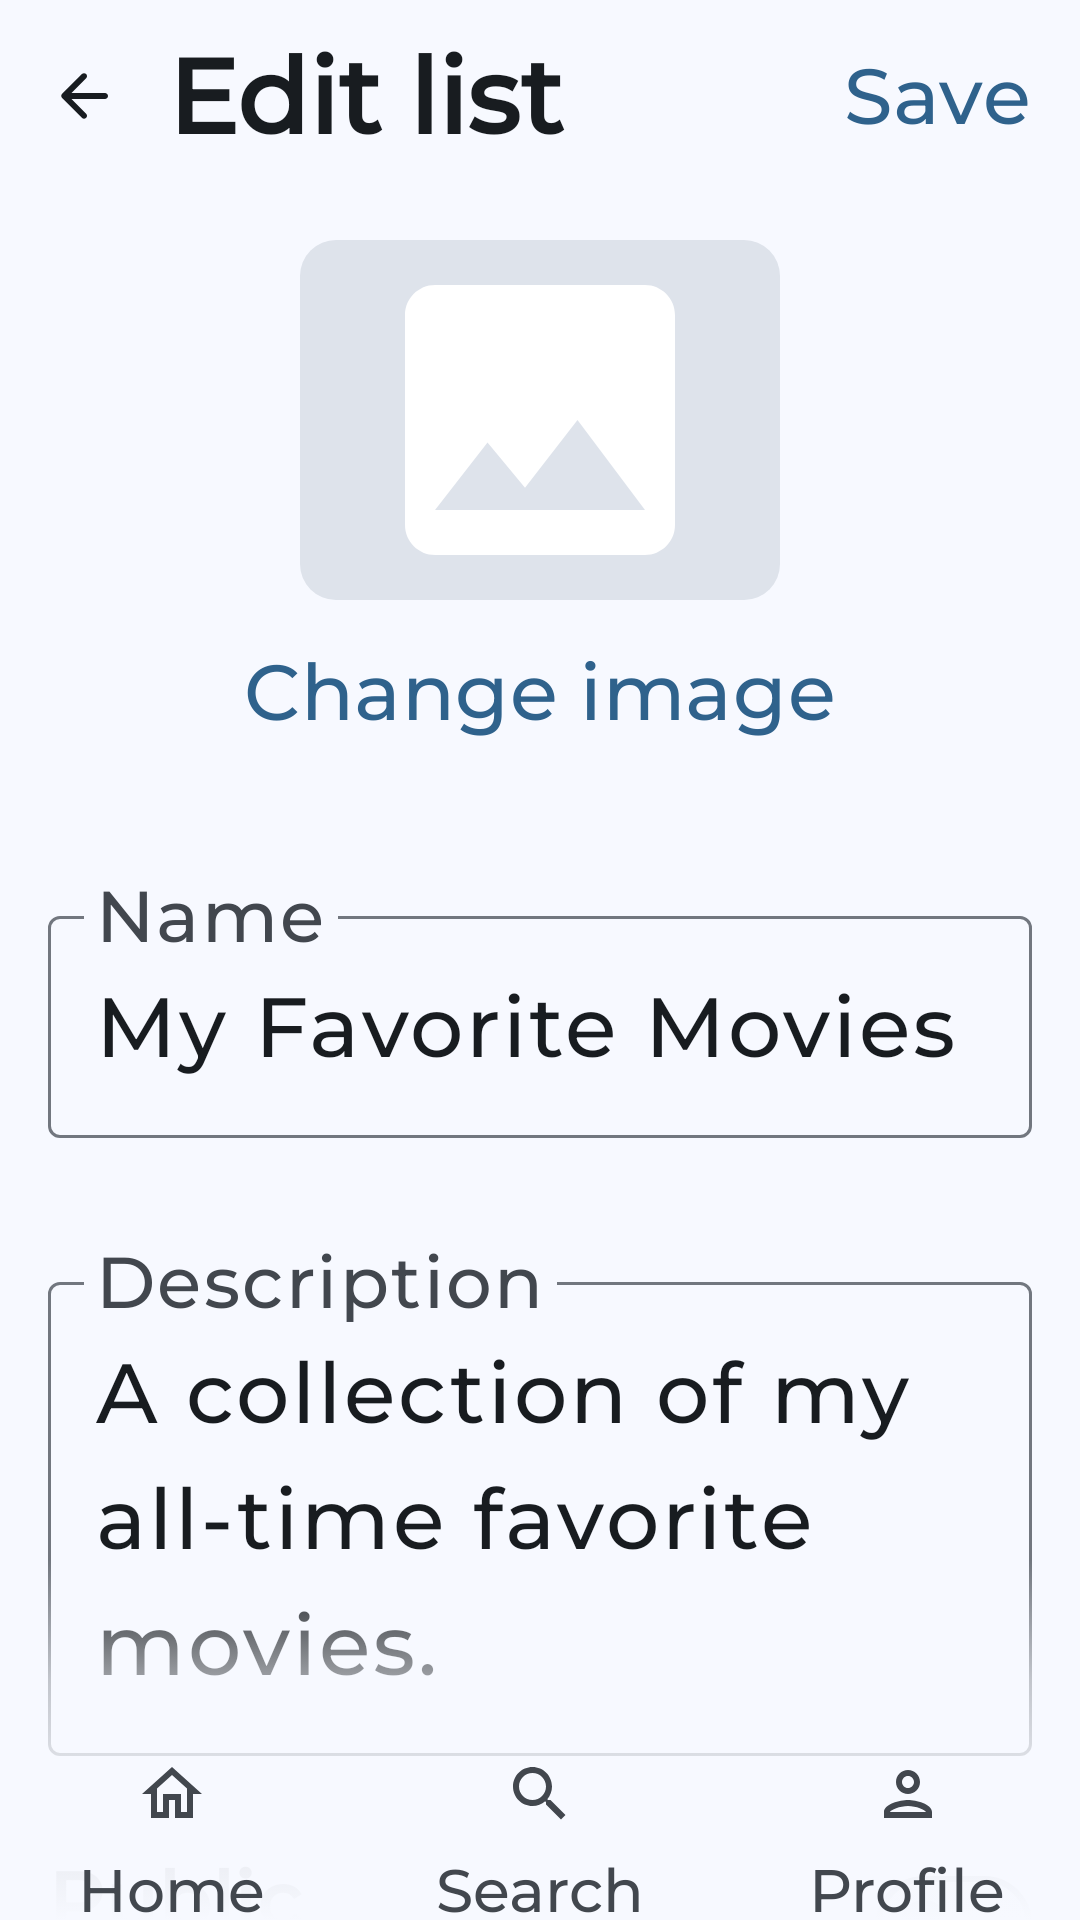 Edit list
Save
Change image
Name
My Favorite Movies
Description
A collection of my
all-time favorite
movies.
Public
Home
Search
Profile